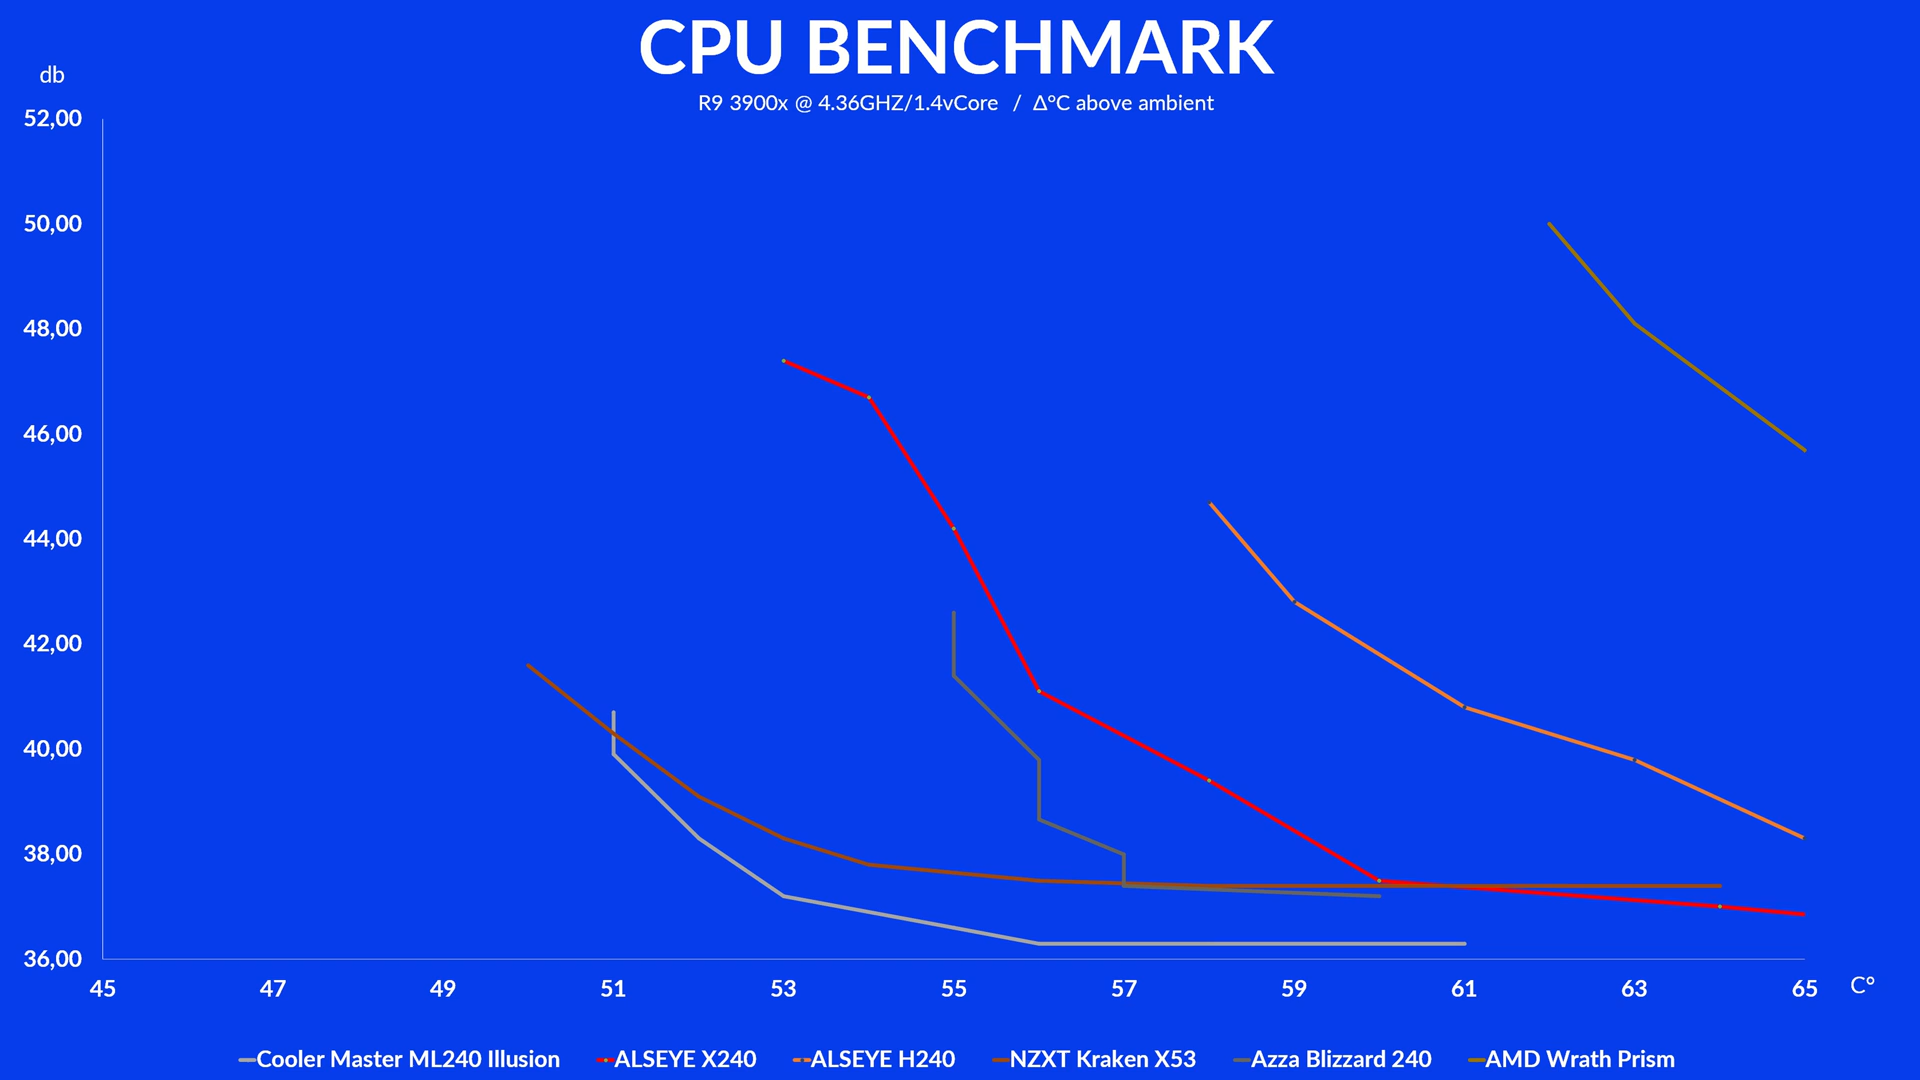 CPU BENCHMARK
db
R9 3900x @ 4.36GHZ/1.4vCore / Δ°C above ambient
52,00
50,00
48,00
46,00
44,00
42,00
40,00
38,00
36,00
45 47 49 51 53 55 57 59 61 63 65 C°
Cooler Master ML240 Illusion ALSEYE X240 ALSEYE H240 NZXT Kraken X53 Azza Blizzard 240 AMD Wrath Prism